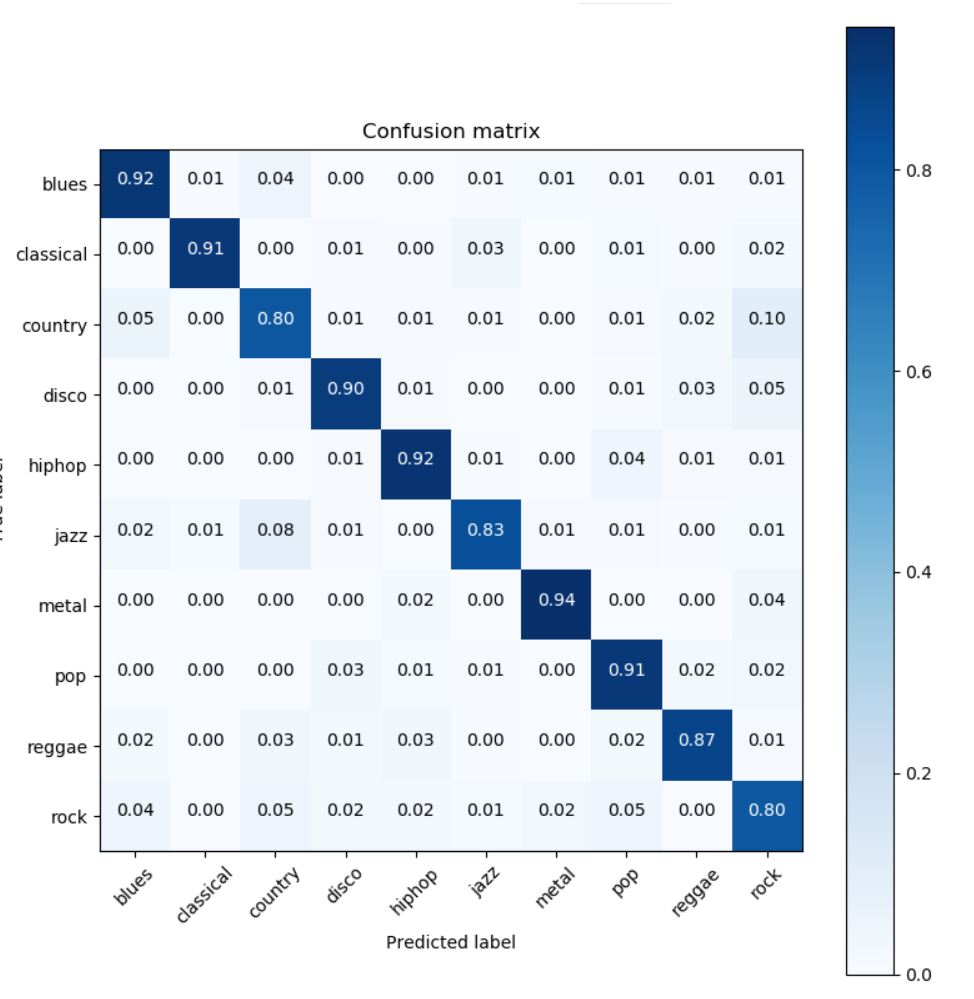 Confusion matrix
blues 0.92 0.01 0.04 0.00 0.00 0.01 0.01 0.01 0.01 0.01
classical 0.00 0.91 0.00 0.01 0.00 0.03 0.00 0.01 0.00 0.02
country 0.05 0.00 0.80 0.01 0.01 0.01 0.00 0.01 0.02 0.10
disco 0.00 0.00 0.01 0.90 0.01 0.00 0.00 0.01 0.03 0.05
hiphop 0.00 0.00 0.00 0.01 0.92 0.01 0.00 0.04 0.01 0.01
jazz 0.02 0.01 0.08 0.01 0.00 0.83 0.01 0.01 0.00 0.01
metal 0.00 0.00 0.00 0.00 0.02 0.00 0.94 0.00 0.00 0.04
pop 0.00 0.00 0.00 0.03 0.01 0.01 0.00 0.91 0.02 0.02
reggae 0.02 0.00 0.03 0.01 0.03 0.00 0.00 0.02 0.87 0.01
rock 0.04 0.00 0.05 0.02 0.02 0.01 0.02 0.05 0.00 0.80
blues classical country disco hiphop jazz metal pop reggae rock
Predicted label
0.8
0.6
0.4
0.2
0.0